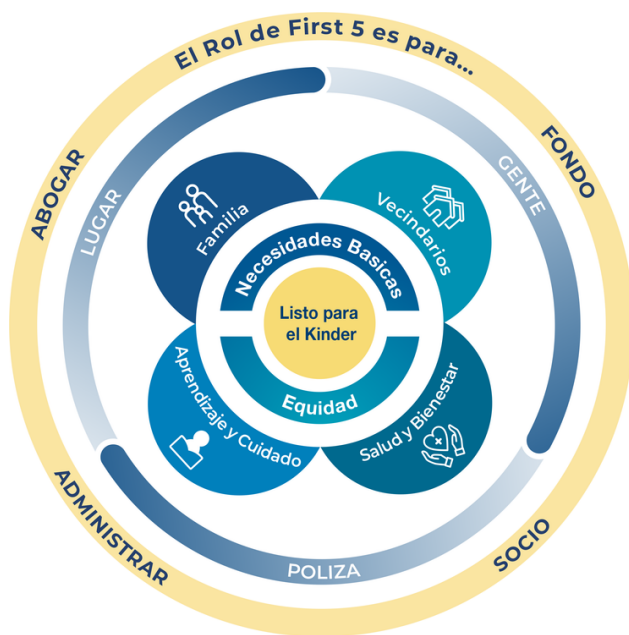 El Rol de First 5 es para...
ABOGAR
FONDO
LUGAR
GENTE
Familia
Vecindarios
Necesidades Basicas
Listo para
el Kinder
Equidad
Aprendizaje y Cuidado
Salud y Bienestar
ADMINISTRAR
SOCIO
POLIZA